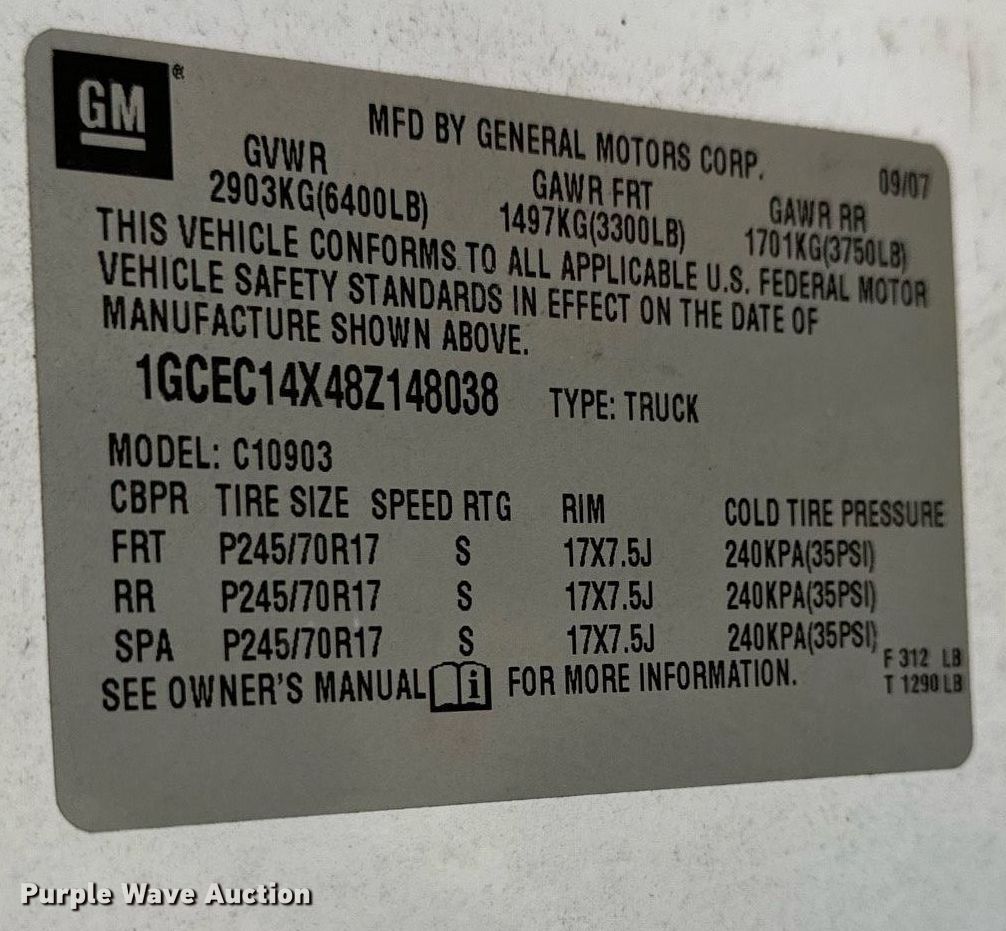 GM ®
MFD BY GENERAL MOTORS CORP.
09/07
GVWR GAWR FRT GAWR RR
2903KG(6400LB) 1497KG(3300LB) 1701KG(3750LB)
THIS VEHICLE CONFORMS TO ALL APPLICABLE U.S. FEDERAL MOTOR
VEHICLE SAFETY STANDARDS IN EFFECT ON THE DATE OF
MANUFACTURE SHOWN ABOVE.
1GCEC14X48Z148038 TYPE: TRUCK
MODEL: C10903
CBPR TIRE SIZE SPEED RTG RIM COLD TIRE PRESSURE
FRT P245/70R17 S 17X7.5J 240KPA(35PSI)
RR P245/70R17 S 17X7.5J 240KPA(35PSI)
SPA P245/70R17 S 17X7.5J 240KPA(35PSI)
F 312 LB
T 1290 LB
SEE OWNER'S MANUAL i FOR MORE INFORMATION.
Purple Wave Auction